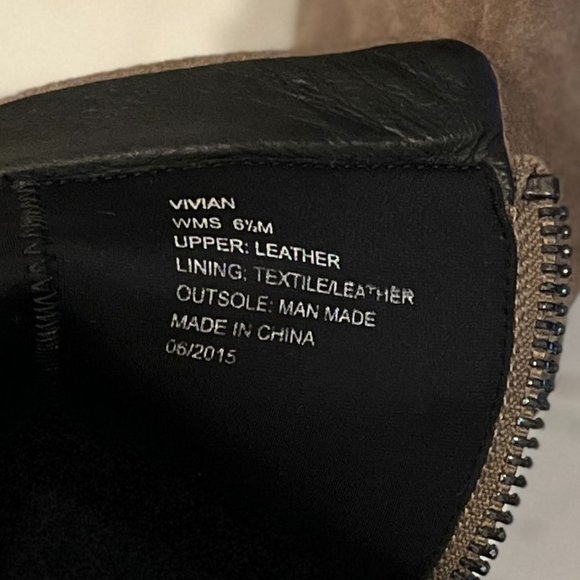 VIVIAN
WMS 6½M
UPPER: LEATHER
LINING: TEXTILE/LEATHER
OUTSOLE: MAN MADE
MADE IN CHINA
06/2015